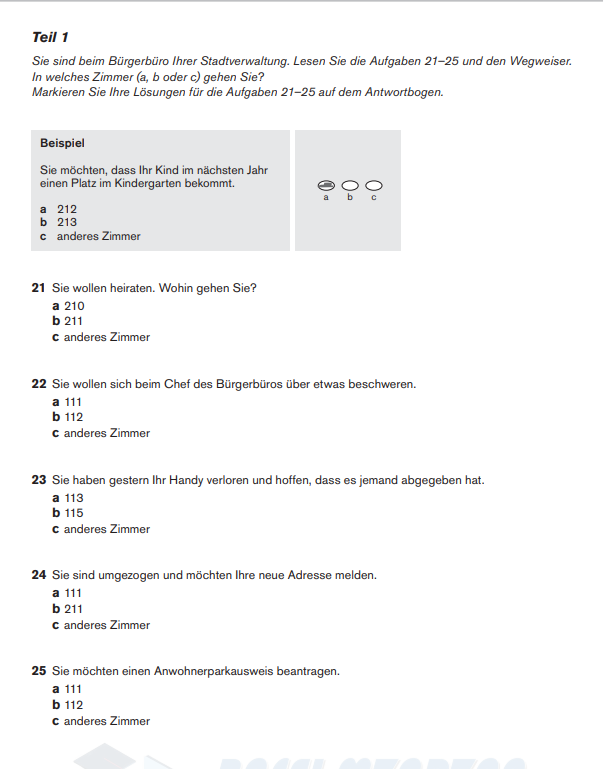 Teil 1
Sie sind beim Bürgerbüro Ihrer Stadtverwaltung. Lesen Sie die Aufgaben 21–25 und den Wegweiser.
In welches Zimmer (a, b oder c) gehen Sie?
Markieren Sie Ihre Lösungen für die Aufgaben 21–25 auf dem Antwortbogen.
Beispiel
Sie möchten, dass Ihr Kind im nächsten Jahr
einen Platz im Kindergarten bekommt.
a 212
b 213
c anderes Zimmer
a b c
21 Sie wollen heiraten. Wohin gehen Sie?
a 210
b 211
c anderes Zimmer
22 Sie wollen sich beim Chef des Bürgerbüros über etwas beschweren.
a 111
b 112
c anderes Zimmer
23 Sie haben gestern Ihr Handy verloren und hoffen, dass es jemand abgegeben hat.
a 113
b 115
c anderes Zimmer
24 Sie sind umgezogen und möchten Ihre neue Adresse melden.
a 111
b 211
c anderes Zimmer
25 Sie möchten einen Anwohnerparkausweis beantragen.
a 111
b 112
c anderes Zimmer